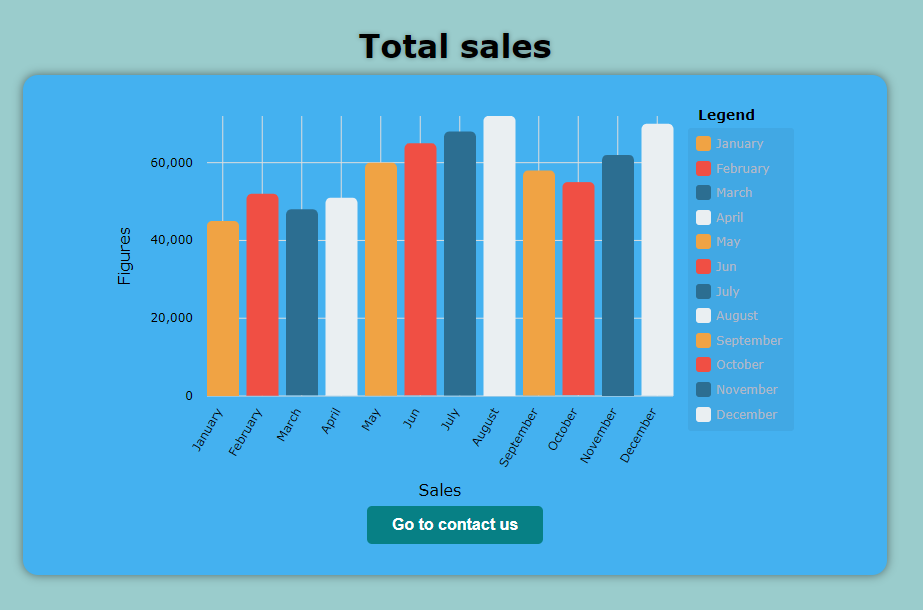 Total sales
Legend
January
February
March
April
May
Jun
July
August
September
October
November
December
Figures
60,000
40,000
20,000
0
January
February
March
April
May
Jun
July
August
September
October
November
December
Sales
Go to contact us